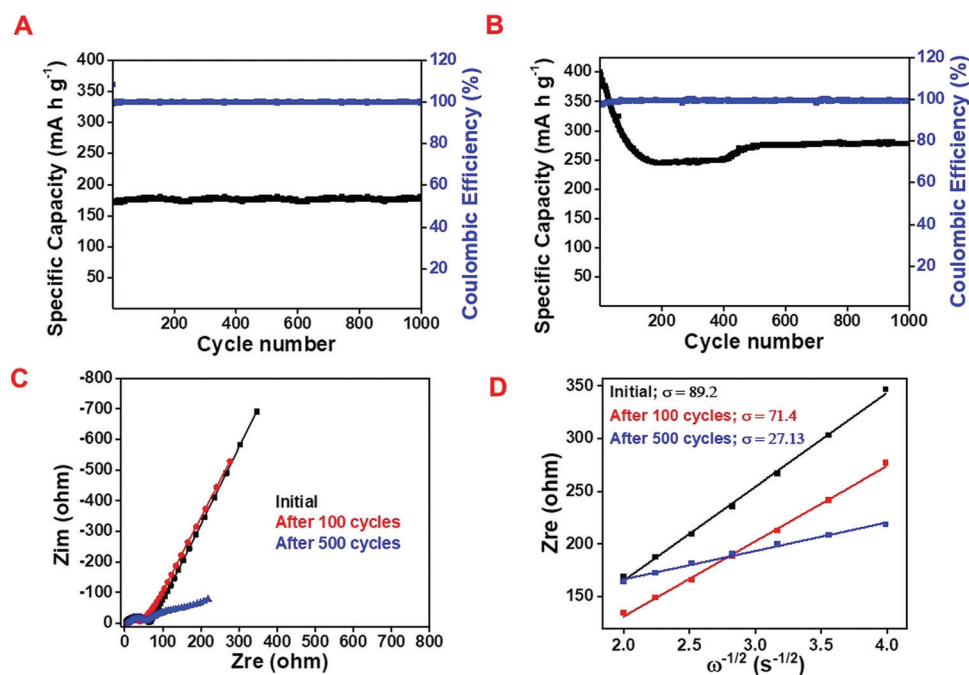 A
Specific Capacity (mA h g⁻¹)
400
350
300
250
200
150
100
50
200 400 600 800 1000
Cycle number
120
100
80
60
40
20
Coulombic Efficiency (%)
B
Specific Capacity (mA h g⁻¹)
400
350
300
250
200
150
100
50
200 400 600 800 1000
Cycle number
120
100
80
60
40
20
Coulombic Efficiency (%)
C
Zim (ohm)
-800
-700
-600
-500
-400
-300
-200
-100
0
0 100 200 300 400 500 600 700 800
Zre (ohm)
Initial
After 100 cycles
After 500 cycles
D
Zre (ohm)
350
300
250
200
150
2.0 2.5 3.0 3.5 4.0
ω⁻¹/² (s⁻¹/²)
Initial; σ = 89.2
After 100 cycles; σ = 71.4
After 500 cycles; σ = 27.13